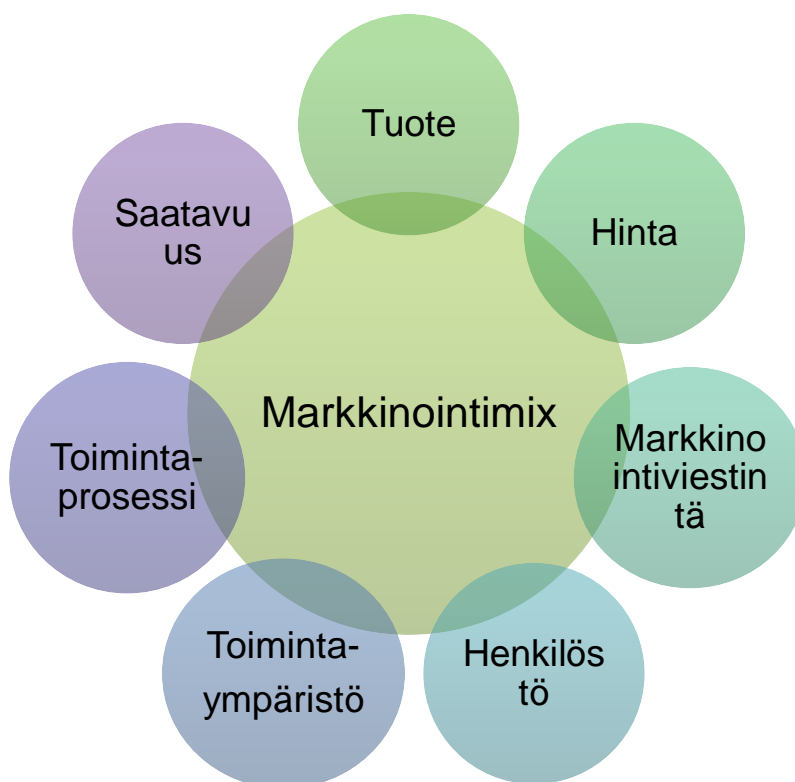 Tuote
Hinta
Markkino
intiviestin
tä
Henkilös
tö
Toiminta-
ympäristö
Toiminta-
prosessi
Saatavu
us
Markkinointimix